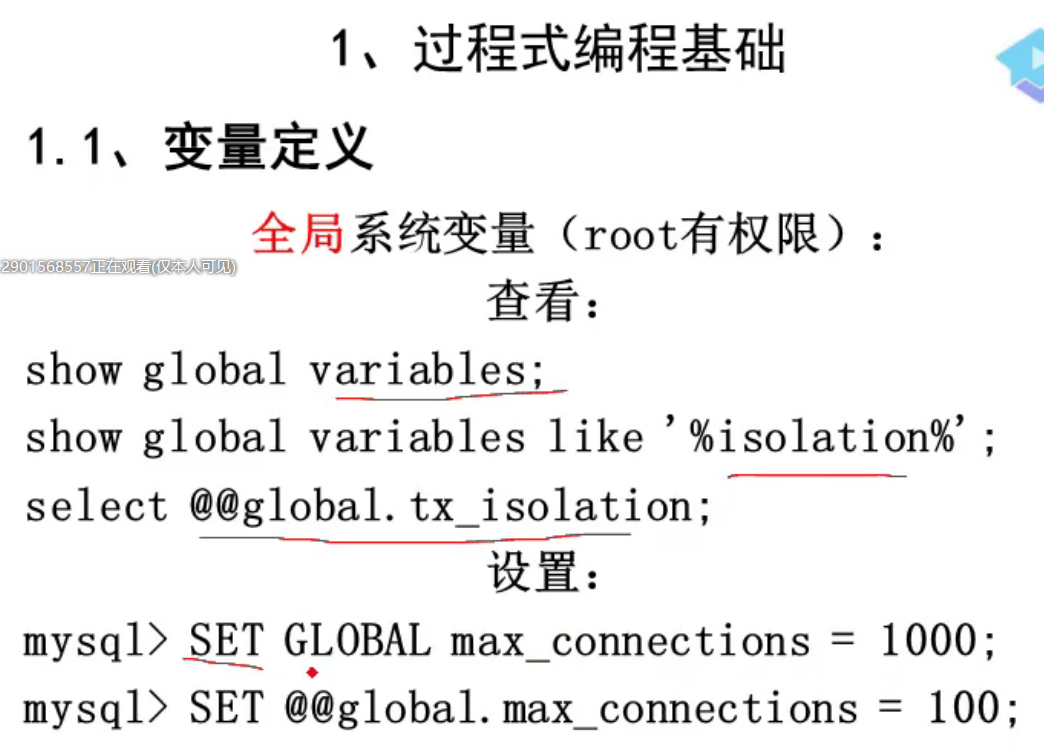 1、过程式编程基础
1.1、变量定义
全局系统变量（root有权限）：
2901568557正在观看(仅本人可见)
查看：
show global variables;
show global variables like '%isolation%';
select @@global.tx_isolation;
设置：
mysql> SET GLOBAL max_connections = 1000;
mysql> SET @@global.max_connections = 100;